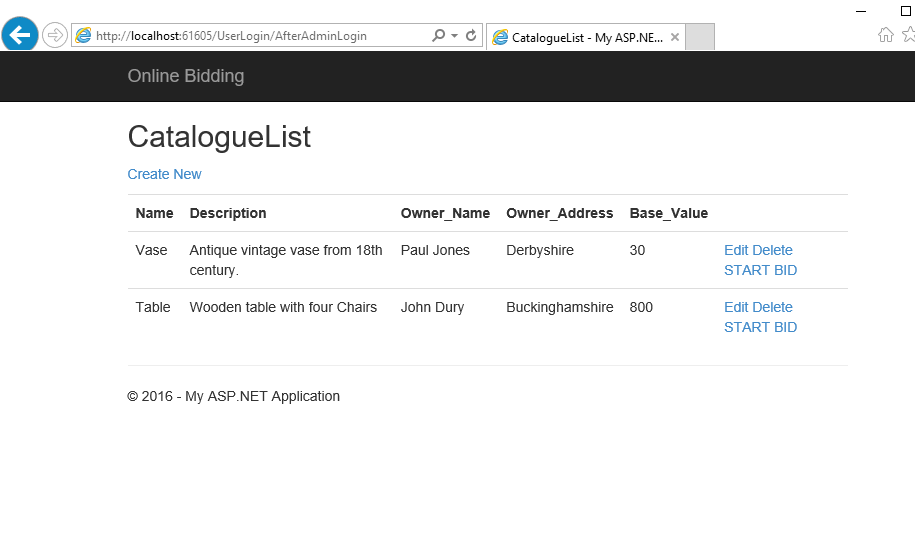 http://localhost:61605/UserLogin/AfterAdminLogin
CatalogueList - My ASP.NE...
Online Bidding
CatalogueList
Create New
Name Description Owner_Name Owner_Address Base_Value
Vase Antique vintage vase from 18th Paul Jones Derbyshire 30 Edit Delete
century. START BID
Table Wooden table with four Chairs John Dury Buckinghamshire 800 Edit Delete
START BID
© 2016 - My ASP.NET Application